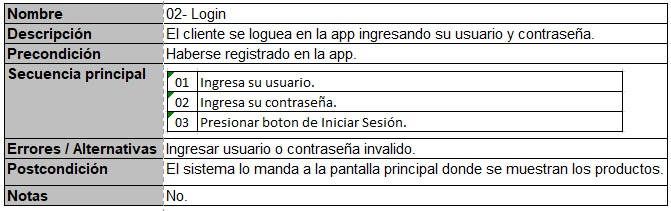 Nombre 02- Login
Descripción El cliente se loguea en la app ingresando su usuario y contraseña.
Precondición Haberse registrado en la app.
Secuencia principal
01 Ingresa su usuario.
02 Ingresa su contraseña.
03 Presionar boton de Iniciar Sesión.
Errores / Alternativas Ingresar usuario o contraseña invalido.
Postcondición El sistema lo manda a la pantalla principal donde se muestran los productos.
Notas No.